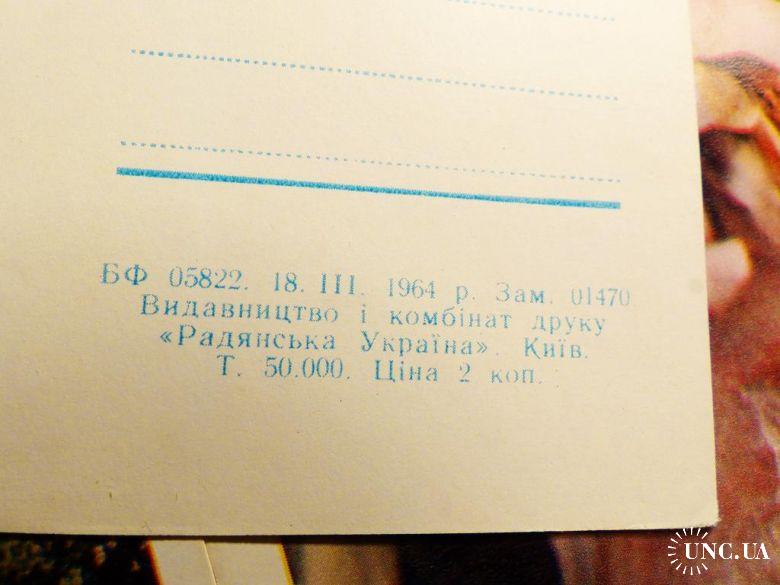 БФ 05822. 18. III. 1964 р. Зам. 01470
Видавництво і комбінат друку
«Радянська Україна». Київ.
Т. 50.000. Ціна 2 коп.
UNC.UA